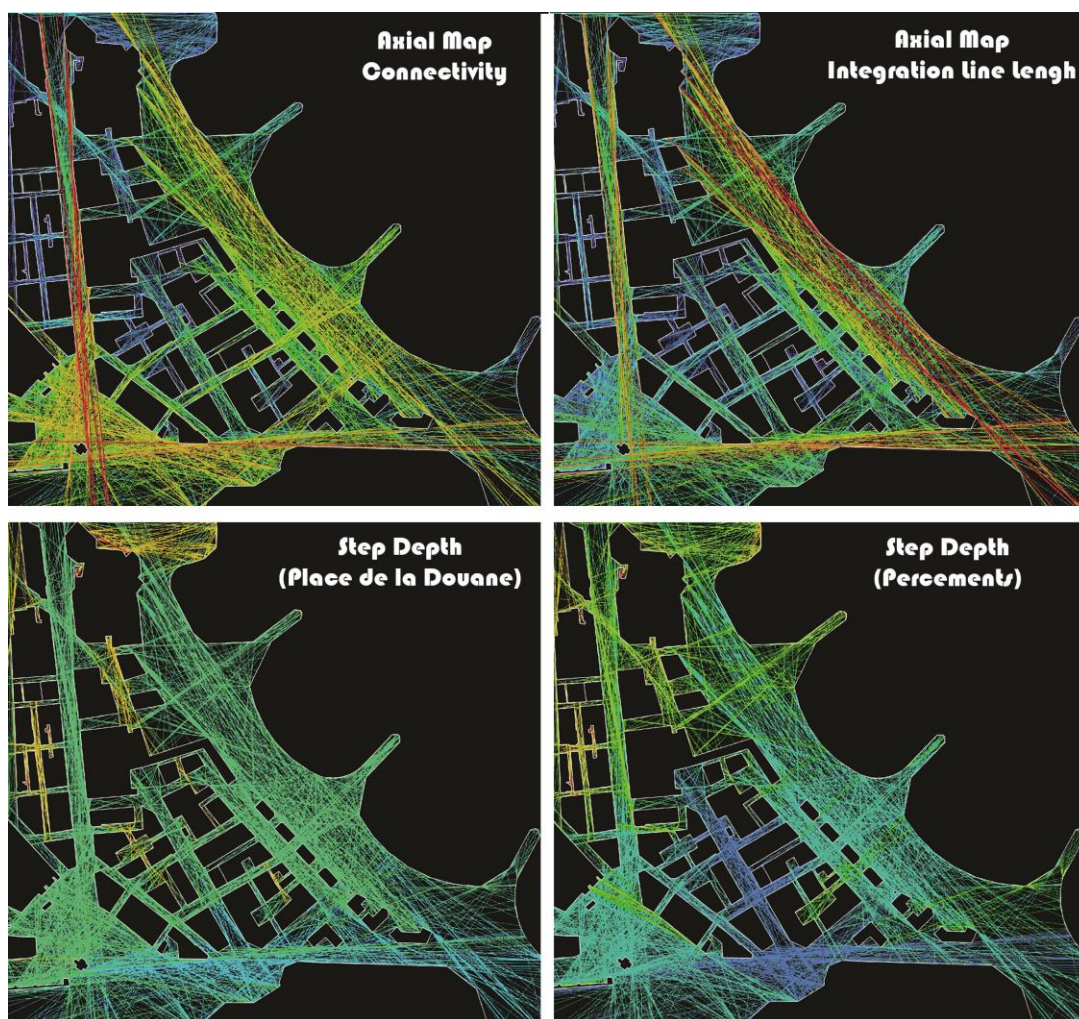 Axial Map
Connectivity
Axial Map
Integration Line Lengh
Step Depth
(Place de la Douane)
Step Depth
(Percements)